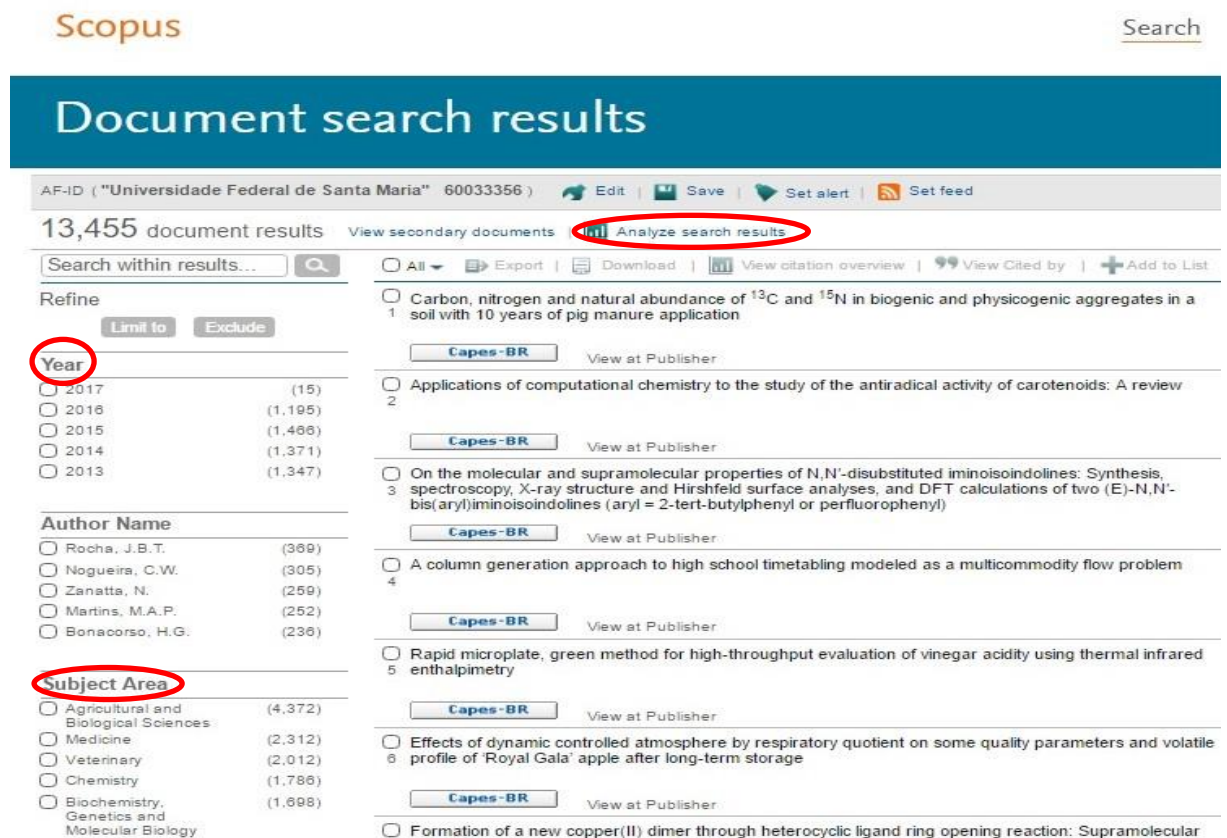 Scopus
Search
Document search results
AF-ID ( "Universidade Federal de Santa Maria" 60033356 ) Edit | Save | Set alert | Set feed
13,455 document results View secondary documents | Analyze search results
Search within results...
All Export | Download | View citation overview | View Cited by | Add to List
Refine
Limit to Exclude
Year
2017 (15)
2016 (1,195)
2015 (1,466)
2014 (1,371)
2013 (1,347)
Author Name
Rocha, J.B.T. (369)
Nogueira, C.W. (305)
Zanatta, N. (259)
Martins, M.A.P. (252)
Bonacorso, H.G. (236)
Subject Area
Agricultural and (4,372)
Biological Sciences
Medicine (2,312)
Veterinary (2,012)
Chemistry (1,786)
Biochemistry, (1,698)
Genetics and
Molecular Biology
Carbon, nitrogen and natural abundance of ¹³C and ¹⁵N in biogenic and physicogenic aggregates in a
1 soil with 10 years of pig manure application
Capes-BR View at Publisher
Applications of computational chemistry to the study of the antiradical activity of carotenoids: A review
2
Capes-BR View at Publisher
On the molecular and supramolecular properties of N,N'-disubstituted iminoisoindolines: Synthesis,
3 spectroscopy, X-ray structure and Hirshfeld surface analyses, and DFT calculations of two (E)-N,N'-
bis(aryl)iminoisoindolines (aryl = 2-tert-butylphenyl or perfluorophenyl)
Capes-BR View at Publisher
A column generation approach to high school timetabling modeled as a multicommodity flow problem
4
Capes-BR View at Publisher
Rapid microplate, green method for high-throughput evaluation of vinegar acidity using thermal infrared
5 enthalpimetry
Capes-BR View at Publisher
Effects of dynamic controlled atmosphere by respiratory quotient on some quality parameters and volatile
6 profile of 'Royal Gala' apple after long-term storage
Capes-BR View at Publisher
Formation of a new copper(II) dimer through heterocyclic ligand ring opening reaction: Supramolecular